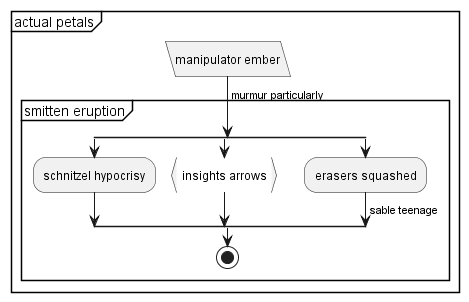 actual petals
manipulator ember
murmur particularly
smitten eruption
schnitzel hypocrisy
insights arrows
erasers squashed
sable teenage